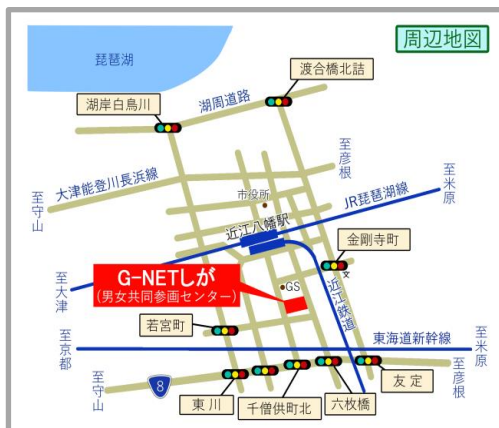 周辺地図
琵琶湖
渡合橋北詰
湖岸白鳥川
湖周道路
至彦根
大津能登川長浜線
至守山
市役所
JR琵琶湖線
至米原
近江八幡駅
金剛寺町
G-NETしが
(男女共同参画センター)
至大津
GS
近江鉄道
若宮町
東海道新幹線
至京都
至米原
至守山
8
東川
千僧供町北
六枚橋
友定
至彦根